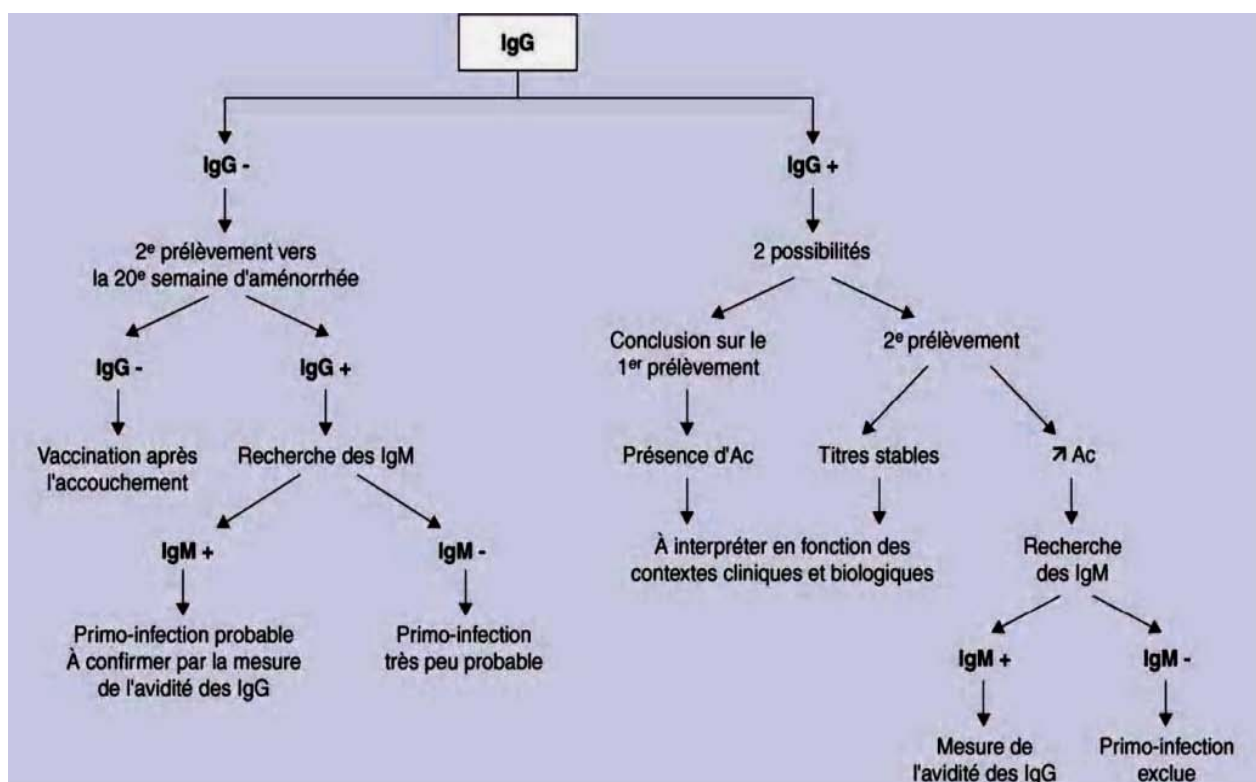 IgG
IgG -
IgG +
2e prélèvement vers
la 20e semaine d'aménorrhée
2 possibilités
IgG -
IgG +
Conclusion sur le
1er prélèvement
2e prélèvement
Vaccination après
l'accouchement
Recherche des IgM
Présence d'Ac
Titres stables
↗ Ac
IgM +
IgM -
À interpréter en fonction des
contextes cliniques et biologiques
Recherche
des IgM
Primo-infection probable
À confirmer par la mesure
de l'avidité des IgG
Primo-infection
très peu probable
IgM +
IgM -
Mesure de
l'avidité des IgG
Primo-infection
exclue